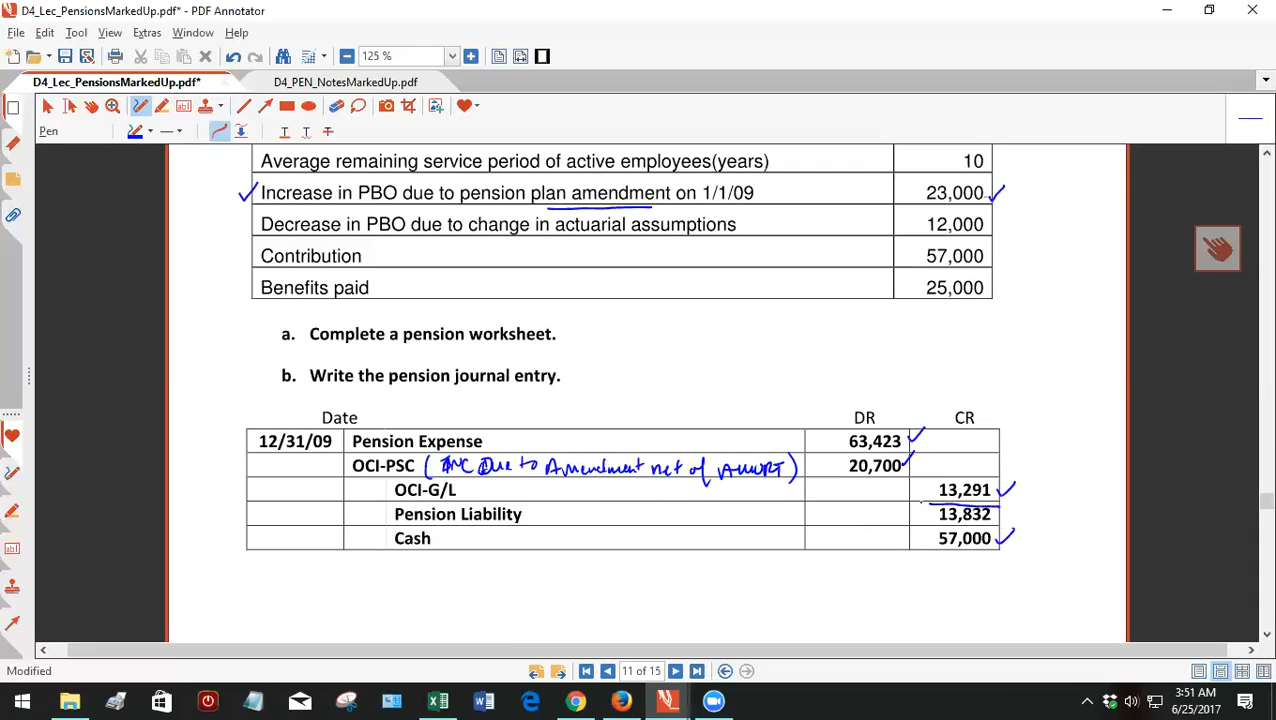 D4_Lec_PensionsMarkedUp.pdf* - PDF Annotator
File Edit Tool View Extras Window Help
125 %
D4_Lec_PensionsMarkedUp.pdf* D4_PEN_NotesMarkedUp.pdf
Pen
Average remaining service period of active employees(years) 10
Increase in PBO due to pension plan amendment on 1/1/09 23,000
Decrease in PBO due to change in actuarial assumptions 12,000
Contribution 57,000
Benefits paid 25,000
a. Complete a pension worksheet.
b. Write the pension journal entry.
Date DR CR
12/31/09 Pension Expense 63,423
OCI-PSC (INC Due to Amendment net of AMORT) 20,700
OCI-G/L 13,291
Pension Liability 13,832
Cash 57,000
Modified 11 of 15
3:51 AM
6/25/2017